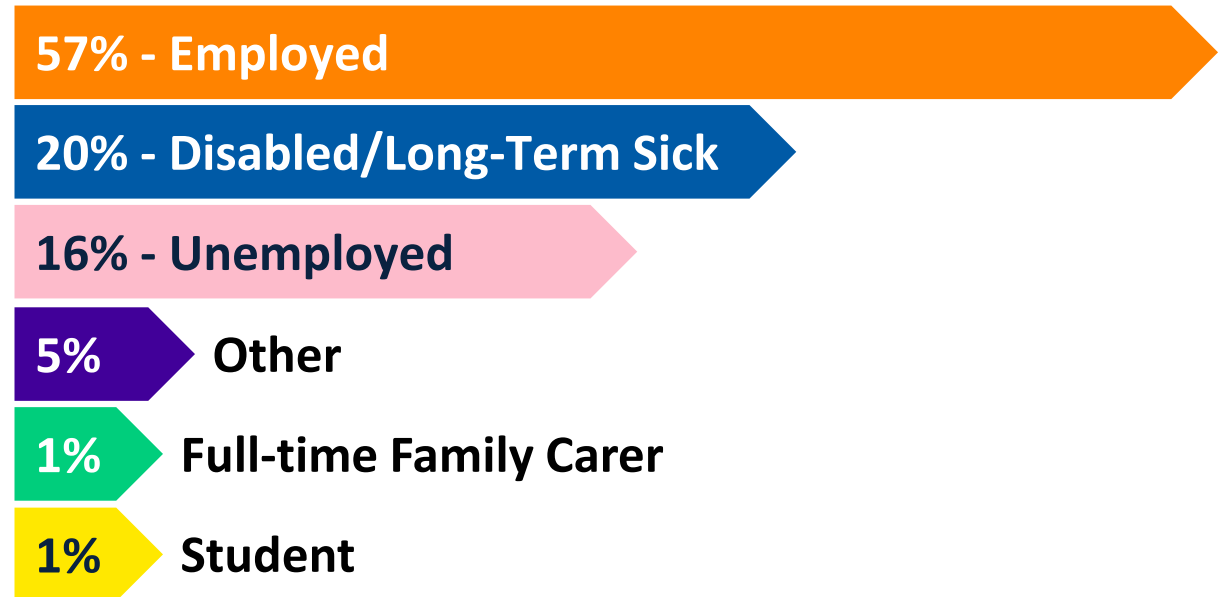 57% - Employed
20% - Disabled/Long-Term Sick
16% - Unemployed
5% Other
1% Full-time Family Carer
1% Student